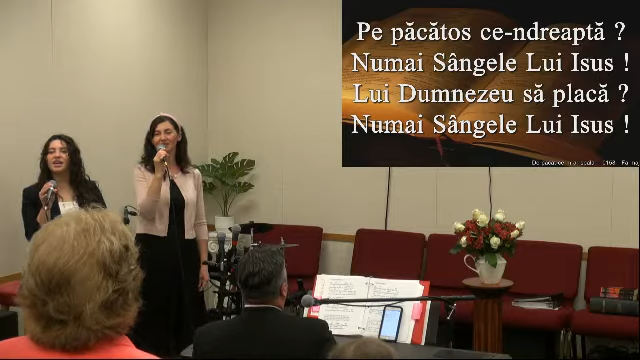 Pe păcătos ce-ndreaptă ?
Numai Sângele Lui Isus !
Lui Dumnezeu să placă ?
Numai Sângele Lui Isus !